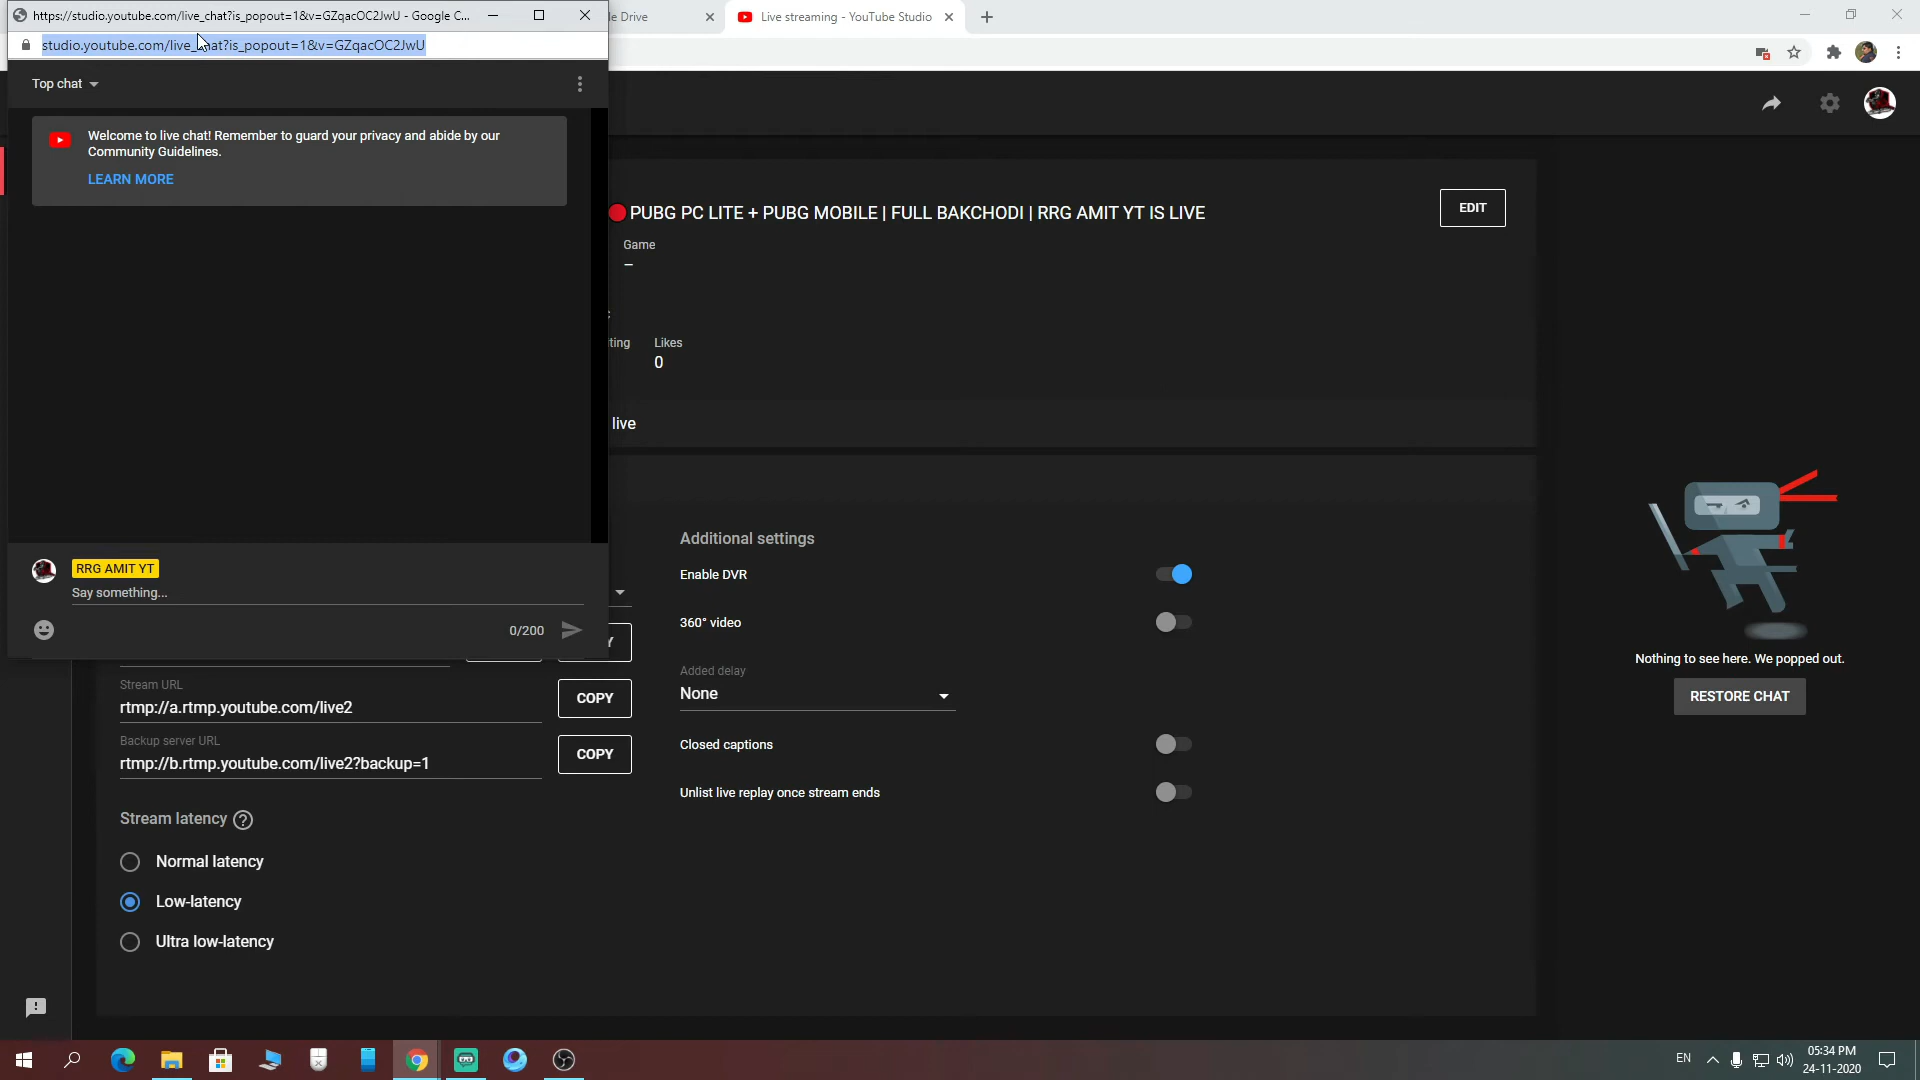 https://studio.youtube.com/live_chat?is_popout=1&v=GZqacOC2JwU - Google C...
le Drive
Live streaming - YouTube Studio
studio.youtube.com/live_chat?is_popout=1&v=GZqacOC2JwU
Top chat
Welcome to live chat! Remember to guard your privacy and abide by our
Community Guidelines.
LEARN MORE
PUBG PC LITE + PUBG MOBILE | FULL BAKCHODI | RRG AMIT YT IS LIVE
EDIT
Game
–
ting
Likes
0
live
Additional settings
Enable DVR
RRG AMIT YT
Say something...
360° video
0/200
Nothing to see here. We popped out.
RESTORE CHAT
Added delay
None
Stream URL
rtmp://a.rtmp.youtube.com/live2
COPY
Backup server URL
rtmp://b.rtmp.youtube.com/live2?backup=1
COPY
Closed captions
Unlist live replay once stream ends
Stream latency
Normal latency
Low-latency
Ultra low-latency
EN
05:34 PM
24-11-2020